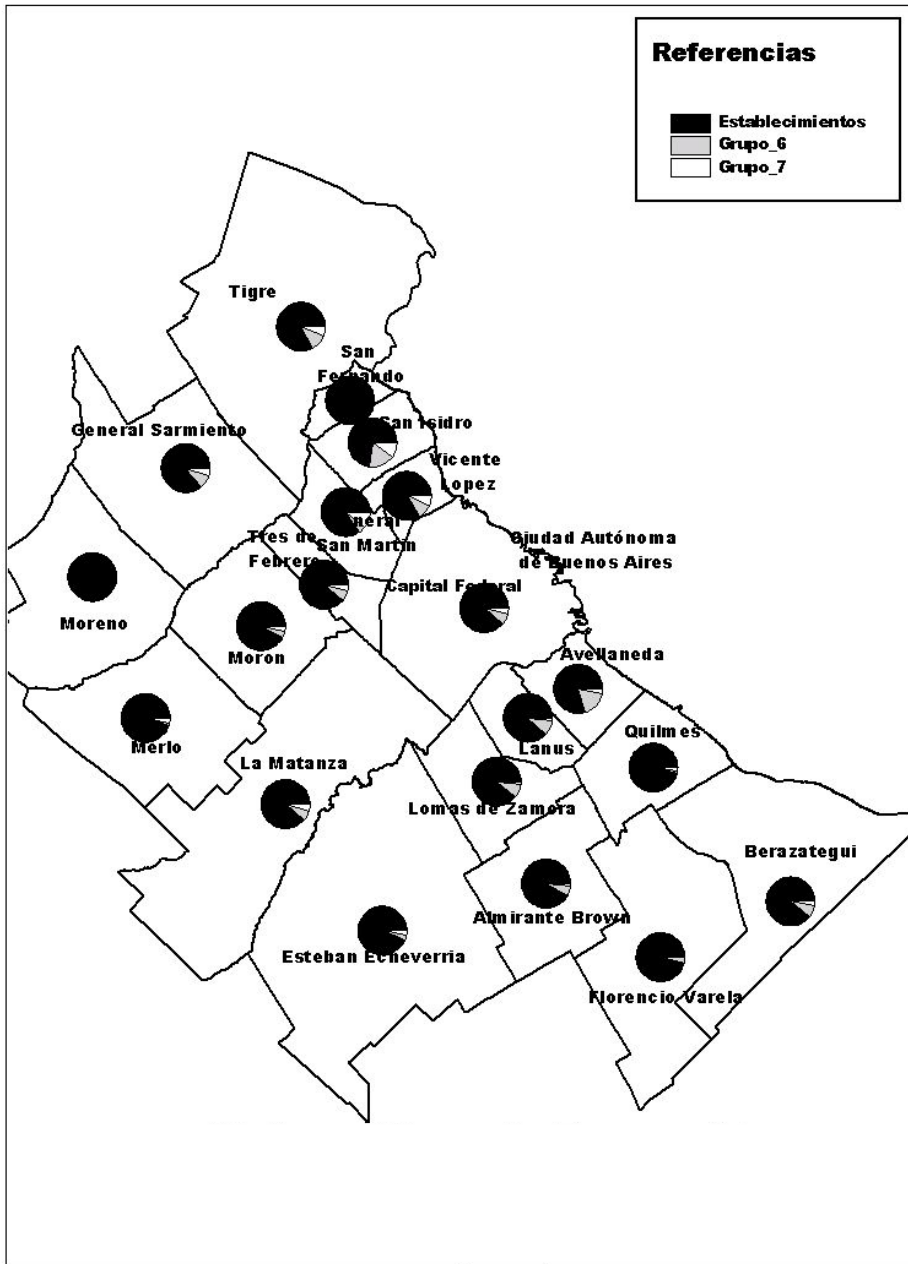 Referencias
Establecimientos
Grupo_6
Grupo_7
Tigre
San
Fernando
San Isidro
General Sarmiento
Vicente
Lopez
General
San Martín
Tres de
Febrero
Ciudad Autónoma
de Buenos Aires
Capital Federal
Moreno
Moron
Avellaneda
Merlo
Lanus
Quilmes
La Matanza
Lomas de Zamora
Berazategui
Almirante Brown
Esteban Echeverria
Florencio Varela